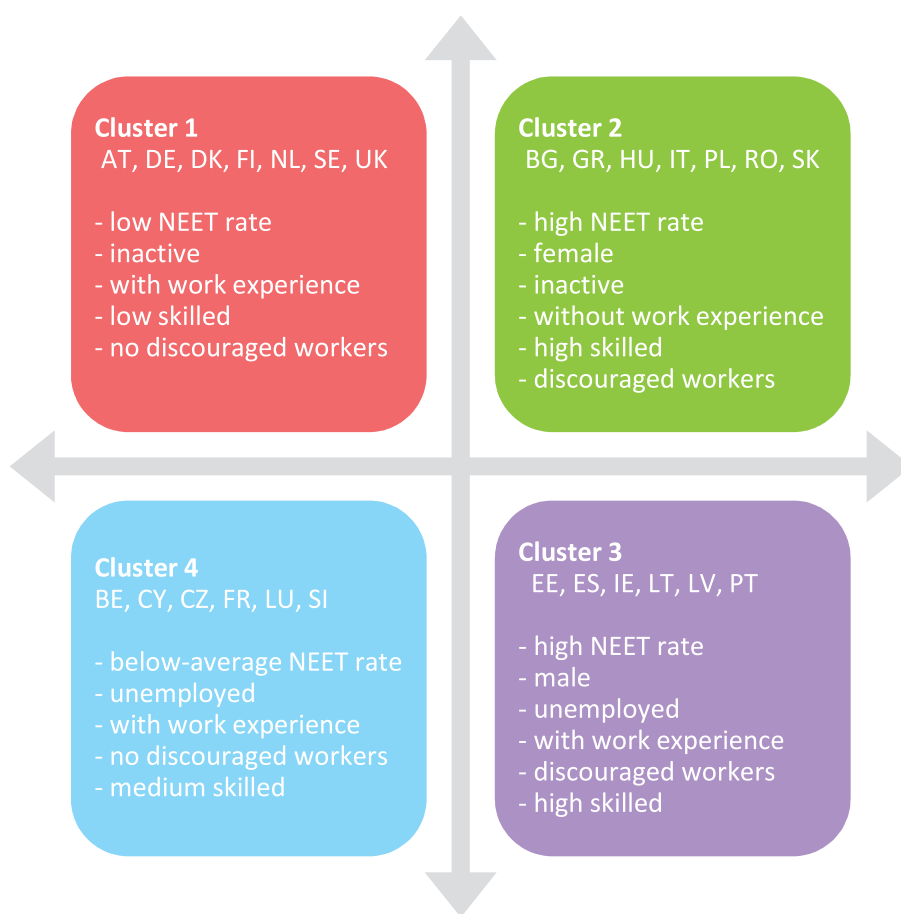 Cluster 1
AT, DE, DK, FI, NL, SE, UK
- low NEET rate
- inactive
- with work experience
- low skilled
- no discouraged workers
Cluster 2
BG, GR, HU, IT, PL, RO, SK
- high NEET rate
- female
- inactive
- without work experience
- high skilled
- discouraged workers
Cluster 4
BE, CY, CZ, FR, LU, SI
- below-average NEET rate
- unemployed
- with work experience
- no discouraged workers
- medium skilled
Cluster 3
EE, ES, IE, LT, LV, PT
- high NEET rate
- male
- unemployed
- with work experience
- discouraged workers
- high skilled